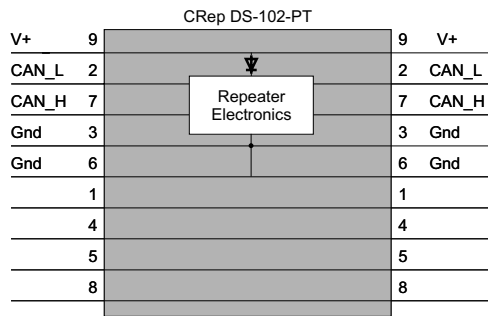 CRep DS-102-PT
V+ 9 9 V+
CAN_L 2 2 CAN_L
CAN_H 7 Repeater 7 CAN_H
Electronics
Gnd 3 3 Gnd
Gnd 6 6 Gnd
1 1
4 4
5 5
8 8